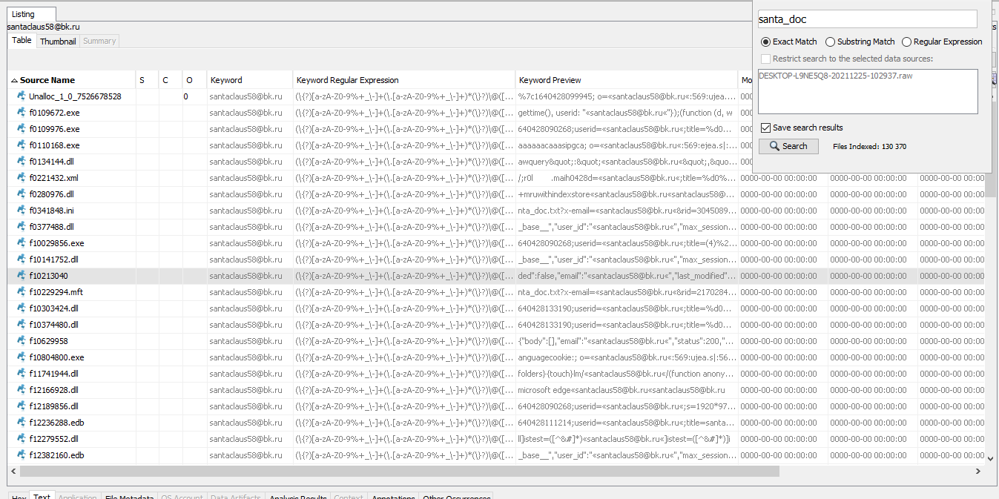 Listing
santaclaus58@bk.ru
Table Thumbnail Summary
santa_doc
Exact Match Substring Match Regular Expression
Restrict search to the selected data sources:
DESKTOP-L9NE5Q8-20211225-102937.raw
Save search results
Search Files Indexed: 130 370
Source Name S C O Keyword Keyword Regular Expression Keyword Preview Mo
Unalloc_1_0_7526678528 0 santaclaus58@bk.ru (\{?)[a-zA-Z0-9%+_\-]+(\.[a-zA-Z0-9%+_\-]+)*(\}?)\@([... %7c1640428099945; o=«santaclaus58@bk.ru«:569:ujea....
f0109672.exe santaclaus58@bk.ru (\{?)[a-zA-Z0-9%+_\-]+(\.[a-zA-Z0-9%+_\-]+)*(\}?)\@([... gettime(), userid: "«santaclaus58@bk.ru«"});(function (d, w
f0109976.exe santaclaus58@bk.ru (\{?)[a-zA-Z0-9%+_\-]+(\.[a-zA-Z0-9%+_\-]+)*(\}?)\@([... 640428090268;userid=«santaclaus58@bk.ru«;title=%d0...
f0110168.exe santaclaus58@bk.ru (\{?)[a-zA-Z0-9%+_\-]+(\.[a-zA-Z0-9%+_\-]+)*(\}?)\@([... aaaaaacaaasipgca; o=«santaclaus58@bk.ru«:569:ejea.s|:...
f0134144.dll santaclaus58@bk.ru (\{?)[a-zA-Z0-9%+_\-]+(\.[a-zA-Z0-9%+_\-]+)*(\}?)\@([... awquery&quot;:&quot;«santaclaus58@bk.ru«&quot;,&quo...
f0221432.xml santaclaus58@bk.ru (\{?)[a-zA-Z0-9%+_\-]+(\.[a-zA-Z0-9%+_\-]+)*(\}?)\@([... /;r0l .maih0428d=«santaclaus58@bk.ru«;title=%d0%... 0000-00-00 00:00:00 0000-00-00 00:00:00 0000-00-00 00:00
f0280976.dll santaclaus58@bk.ru (\{?)[a-zA-Z0-9%+_\-]+(\.[a-zA-Z0-9%+_\-]+)*(\}?)\@([... +mruwithindexstore«santaclaus58@bk.ru«santaclaus58@... 0000-00-00 00:00:00 0000-00-00 00:00:00 0000-00-00 00:00
f0341848.ini santaclaus58@bk.ru (\{?)[a-zA-Z0-9%+_\-]+(\.[a-zA-Z0-9%+_\-]+)*(\}?)\@([... nta_doc.txt?x-email=«santaclaus58@bk.ru«&rid=3045089... 0000-00-00 00:00:00 0000-00-00 00:00:00 0000-00-00 00:00
f0377488.dll santaclaus58@bk.ru (\{?)[a-zA-Z0-9%+_\-]+(\.[a-zA-Z0-9%+_\-]+)*(\}?)\@([... _base__","user_id":"«santaclaus58@bk.ru«","max_session... 0000-00-00 00:00:00 0000-00-00 00:00:00 0000-00-00 00:00
f10029856.exe santaclaus58@bk.ru (\{?)[a-zA-Z0-9%+_\-]+(\.[a-zA-Z0-9%+_\-]+)*(\}?)\@([... 640428090268;userid=«santaclaus58@bk.ru«;title=(4)%2... 0000-00-00 00:00:00 0000-00-00 00:00:00 0000-00-00 00:00
f10141752.dll santaclaus58@bk.ru (\{?)[a-zA-Z0-9%+_\-]+(\.[a-zA-Z0-9%+_\-]+)*(\}?)\@([... _base__","user_id":"«santaclaus58@bk.ru«","max_session... 0000-00-00 00:00:00 0000-00-00 00:00:00 0000-00-00 00:00
f10213040 santaclaus58@bk.ru (\{?)[a-zA-Z0-9%+_\-]+(\.[a-zA-Z0-9%+_\-]+)*(\}?)\@([... ded":false,"email":"«santaclaus58@bk.ru«","last_modified"... 0000-00-00 00:00:00 0000-00-00 00:00:00 0000-00-00 00:00
f10229294.mft santaclaus58@bk.ru (\{?)[a-zA-Z0-9%+_\-]+(\.[a-zA-Z0-9%+_\-]+)*(\}?)\@([... nta_doc.txt?x-email=«santaclaus58@bk.ru«&rid=2170284... 0000-00-00 00:00:00 0000-00-00 00:00:00 0000-00-00 00:00
f10303424.dll santaclaus58@bk.ru (\{?)[a-zA-Z0-9%+_\-]+(\.[a-zA-Z0-9%+_\-]+)*(\}?)\@([... 640428133190;userid=«santaclaus58@bk.ru«;title=%d0... 0000-00-00 00:00:00 0000-00-00 00:00:00 0000-00-00 00:00
f10374480.dll santaclaus58@bk.ru (\{?)[a-zA-Z0-9%+_\-]+(\.[a-zA-Z0-9%+_\-]+)*(\}?)\@([... 640428133190;userid=«santaclaus58@bk.ru«;title=%d0... 0000-00-00 00:00:00 0000-00-00 00:00:00 0000-00-00 00:00
f10629958 santaclaus58@bk.ru (\{?)[a-zA-Z0-9%+_\-]+(\.[a-zA-Z0-9%+_\-]+)*(\}?)\@([... {"body":[],"email":"«santaclaus58@bk.ru«","status":200,"... 0000-00-00 00:00:00 0000-00-00 00:00:00 0000-00-00 00:00
f10804800.exe santaclaus58@bk.ru (\{?)[a-zA-Z0-9%+_\-]+(\.[a-zA-Z0-9%+_\-]+)*(\}?)\@([... anguagecookie:; o=«santaclaus58@bk.ru«:569:ujea.s|:56... 0000-00-00 00:00:00 0000-00-00 00:00:00 0000-00-00 00:00
f11741944.dll santaclaus58@bk.ru (\{?)[a-zA-Z0-9%+_\-]+(\.[a-zA-Z0-9%+_\-]+)*(\}?)\@([... folders}{touch}lm/«santaclaus58@bk.ru«/(function anony... 0000-00-00 00:00:00 0000-00-00 00:00:00 0000-00-00 00:00
f12166928.dll santaclaus58@bk.ru (\{?)[a-zA-Z0-9%+_\-]+(\.[a-zA-Z0-9%+_\-]+)*(\}?)\@([... microsoft edge«santaclaus58@bk.ru«santaclaus58@bk.ru 0000-00-00 00:00:00 0000-00-00 00:00:00 0000-00-00 00:00
f12189856.dll santaclaus58@bk.ru (\{?)[a-zA-Z0-9%+_\-]+(\.[a-zA-Z0-9%+_\-]+)*(\}?)\@([... 640428090268;userid=«santaclaus58@bk.ru«;s=1920*97... 0000-00-00 00:00:00 0000-00-00 00:00:00 0000-00-00 00:00
f12236288.edb santaclaus58@bk.ru (\{?)[a-zA-Z0-9%+_\-]+(\.[a-zA-Z0-9%+_\-]+)*(\}?)\@([... 640428111214;userid=«santaclaus58@bk.ru«;title=santa... 0000-00-00 00:00:00 0000-00-00 00:00:00 0000-00-00 00:00
f12279552.dll santaclaus58@bk.ru (\{?)[a-zA-Z0-9%+_\-]+(\.[a-zA-Z0-9%+_\-]+)*(\}?)\@([... ll]istest=([^&#]*)«santaclaus58@bk.ru«]istest=([^&#]*)]i 0000-00-00 00:00:00 0000-00-00 00:00:00 0000-00-00 00:00
f12382160.edb santaclaus58@bk.ru (\{?)[a-zA-Z0-9%+_\-]+(\.[a-zA-Z0-9%+_\-]+)*(\}?)\@([... _base__","user_id":"«santaclaus58@bk.ru«","max_session... 0000-00-00 00:00:00 0000-00-00 00:00:00 0000-00-00 00:00
Hex Text Application File Metadata OS Account Data Artifacts Analysis Results Context Annotations Other Occurrences